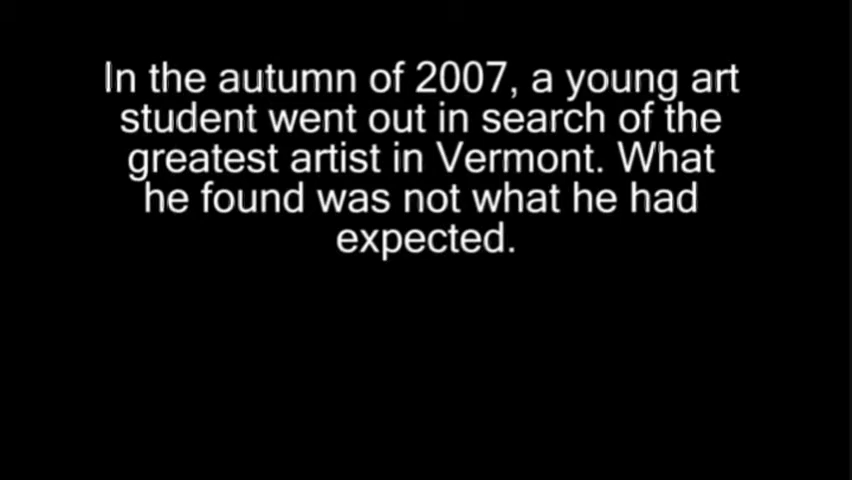 In the autumn of 2007, a young art
student went out in search of the
greatest artist in Vermont. What
he found was not what he had
expected.